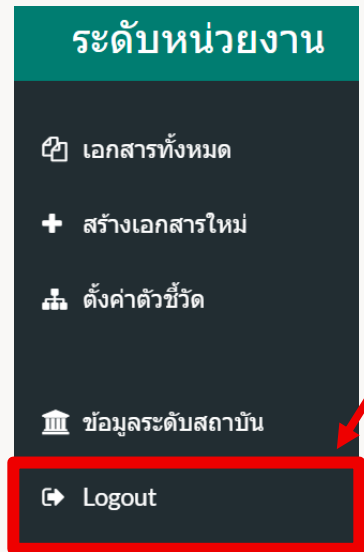 ระดับหน่วยงาน
เอกสารทั้งหมด
สร้างเอกสารใหม่
ตั้งค่าตัวชี้วัด
ข้อมูลระดับสถาบัน
Logout